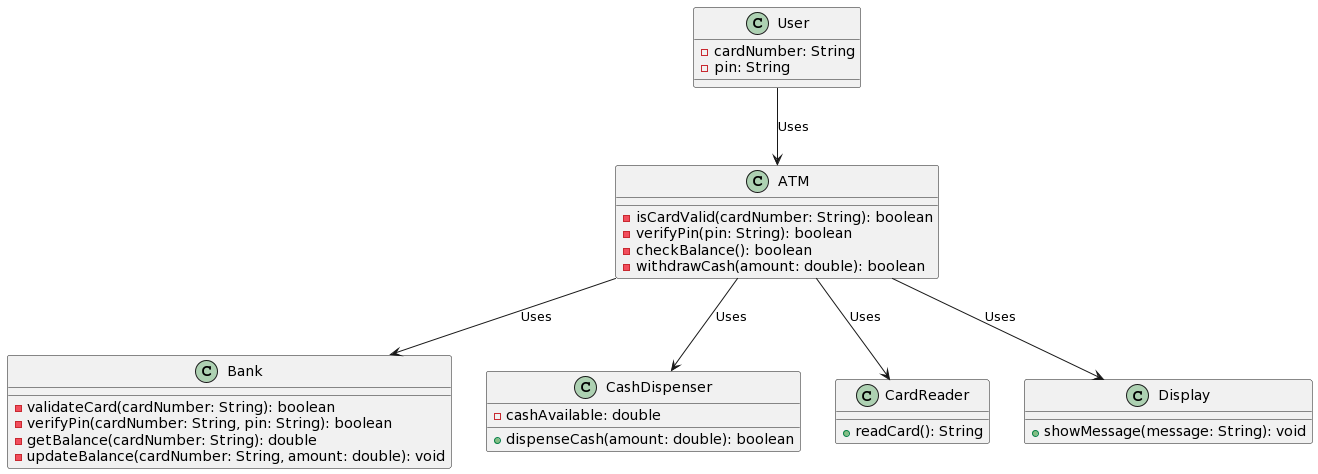 C User
cardNumber: String
pin: String
Uses
C ATM
isCardValid(cardNumber: String): boolean
verifyPin(pin: String): boolean
checkBalance(): boolean
withdrawCash(amount: double): boolean
Uses
Uses
Uses
Uses
C Bank
validateCard(cardNumber: String): boolean
verifyPin(cardNumber: String, pin: String): boolean
getBalance(cardNumber: String): double
updateBalance(cardNumber: String, amount: double): void
C CashDispenser
cashAvailable: double
dispenseCash(amount: double): boolean
C CardReader
readCard(): String
C Display
showMessage(message: String): void